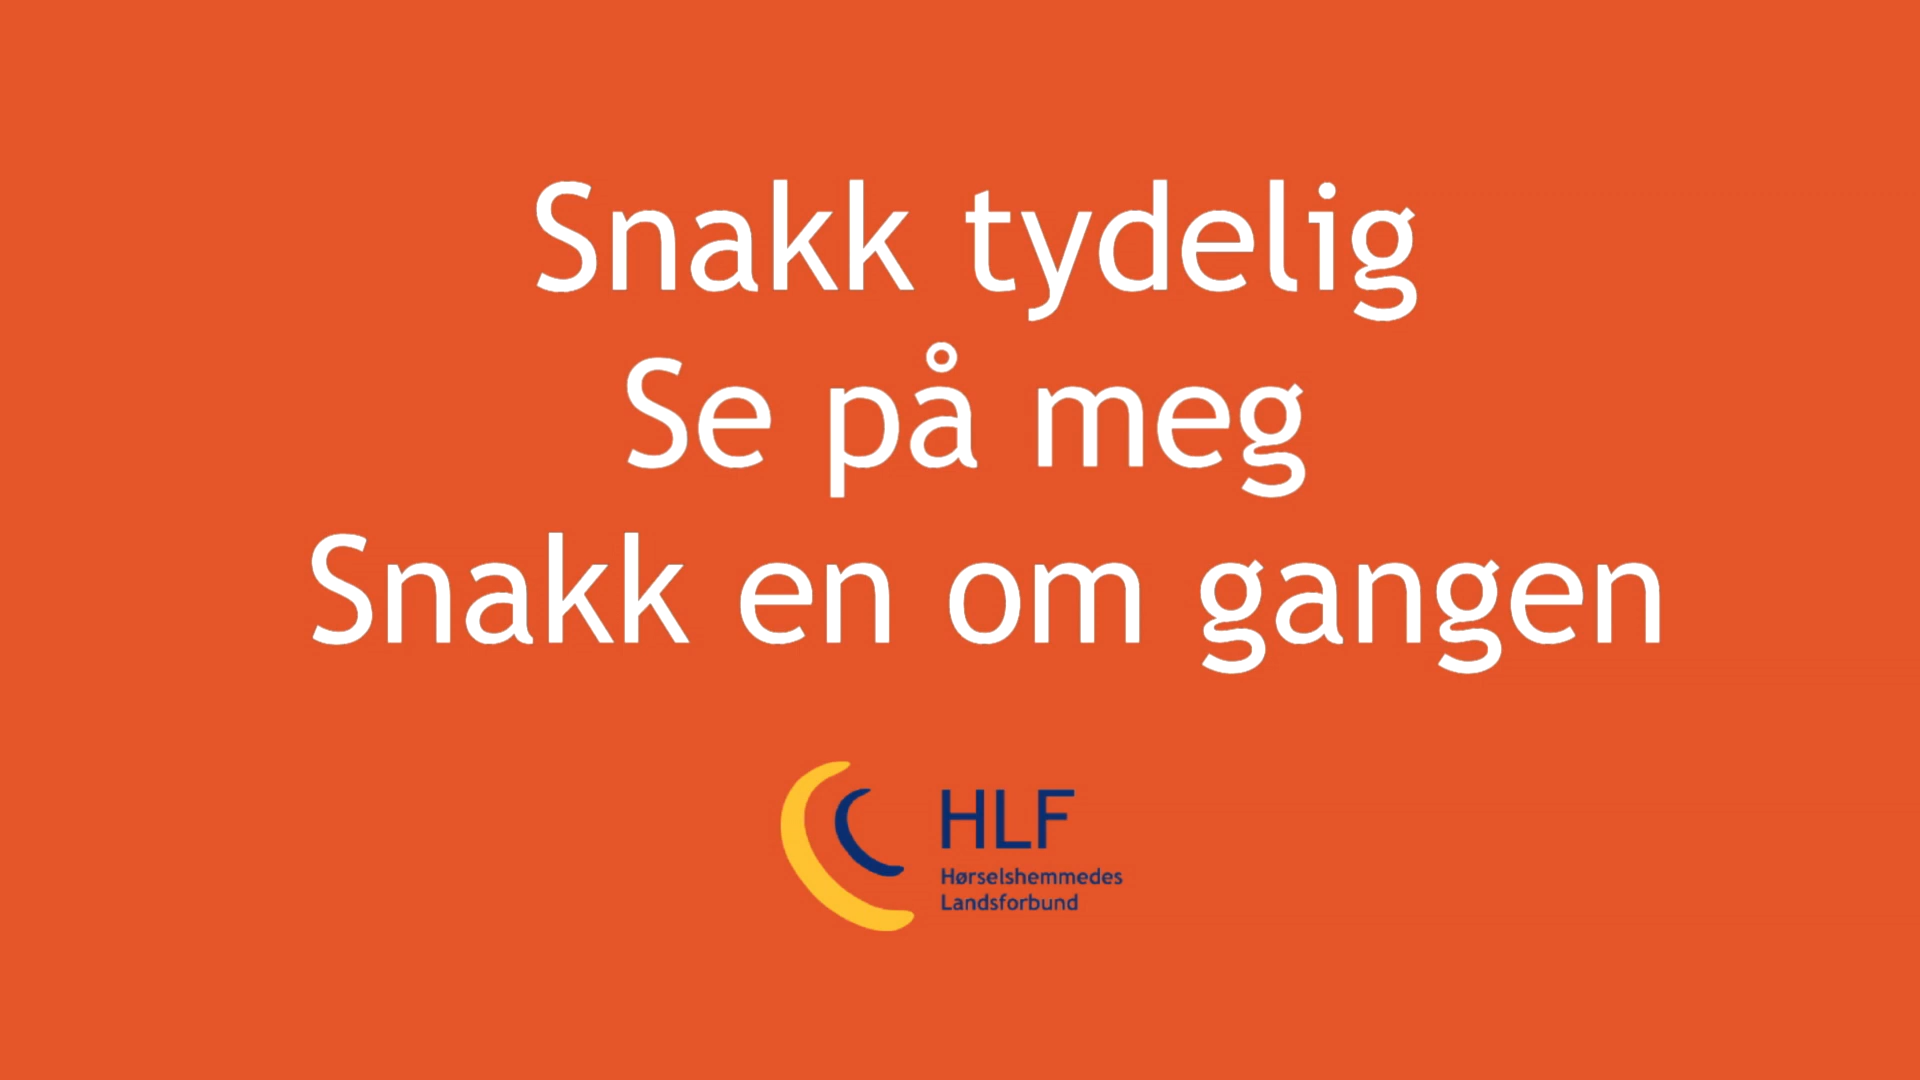 Snakk tydelig
Se på meg
Snakk en om gangen
HLF
Hørselshemmedes
Landsforbund